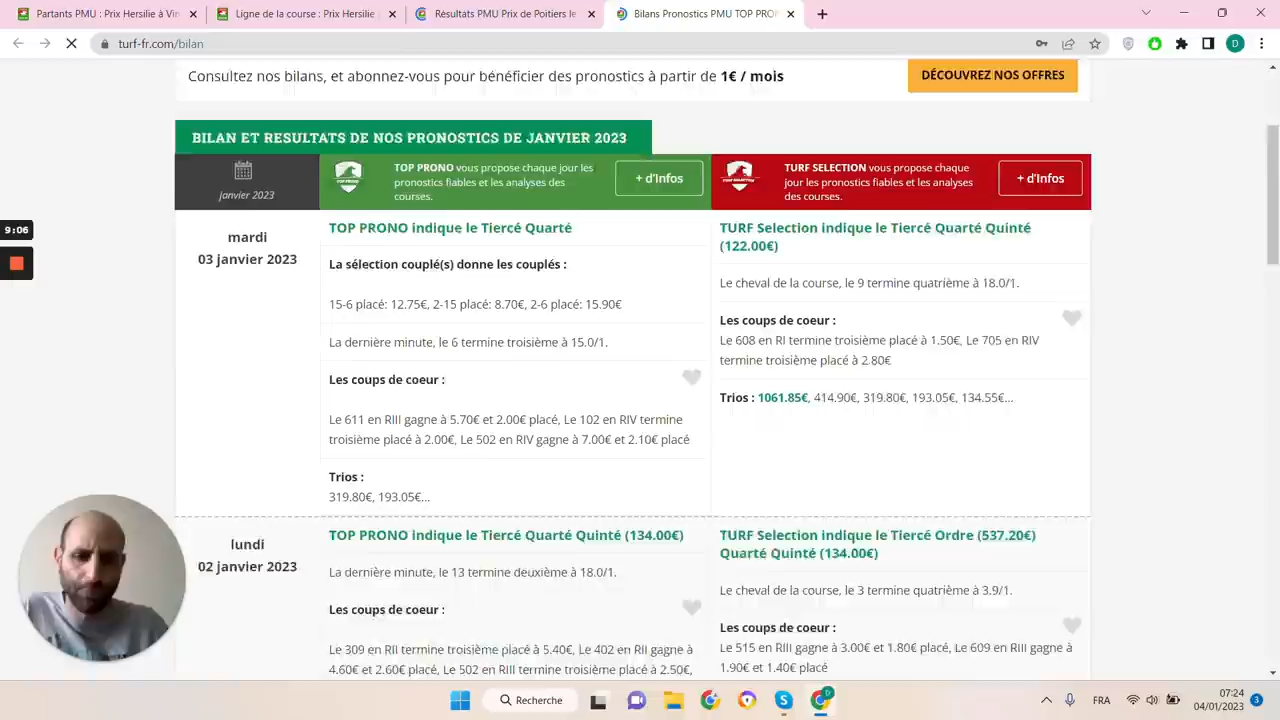 Partants PMU : Prix Hersilie à Vin
Ligne de la course : Prix Hersilie
Résultats PMU Prix de Poitiers le
Bilans Pronostics PMU TOP PRON
turf-fr.com/bilan
Consultez nos bilans, et abonnez-vous pour bénéficier des pronostics à partir de 1€ / mois
DÉCOUVREZ NOS OFFRES
BILAN ET RESULTATS DE NOS PRONOSTICS DE JANVIER 2023
janvier 2023
TOP PRONO vous propose chaque jour les
pronostics fiables et les analyses des
courses.
+ d'Infos
TURF SELECTION vous propose chaque
jour les pronostics fiables et les analyses
des courses.
+ d'Infos
mardi
03 janvier 2023
TOP PRONO indique le Tiercé Quarté
La sélection couplé(s) donne les couplés :
15-6 placé: 12.75€, 2-15 placé: 8.70€, 2-6 placé: 15.90€
La dernière minute, le 6 termine troisième à 15.0/1.
Les coups de coeur :
Le 611 en RIII gagne à 5.70€ et 2.00€ placé, Le 102 en RIV termine
troisième placé à 2.00€, Le 502 en RIV gagne à 7.00€ et 2.10€ placé
Trios :
319.80€, 193.05€...
TURF Selection indique le Tiercé Quarté Quinté
(122.00€)
Le cheval de la course, le 9 termine quatrième à 18.0/1.
Les coups de coeur :
Le 608 en RI termine troisième placé à 1.50€, Le 705 en RIV
termine troisième placé à 2.80€
Trios : 1061.85€, 414.90€, 319.80€, 193.05€, 134.55€...
lundi
02 janvier 2023
TOP PRONO indique le Tiercé Quarté Quinté (134.00€)
La dernière minute, le 13 termine deuxième à 18.0/1.
Les coups de coeur :
Le 309 en RII termine troisième placé à 5.40€, Le 402 en RII gagne à
4.60€ et 2.60€ placé, Le 502 en RIII termine troisième placé à 2.50€,
TURF Selection indique le Tiercé Ordre (537.20€)
Quarté Quinté (134.00€)
Le cheval de la course, le 3 termine quatrième à 3.9/1.
Les coups de coeur :
Le 515 en RIII gagne à 3.00€ et 1.80€ placé, Le 609 en RIII gagne à
1.90€ et 1.40€ placé
9:06
D
Recherche
D
FRA
07:24
04/01/2023
3